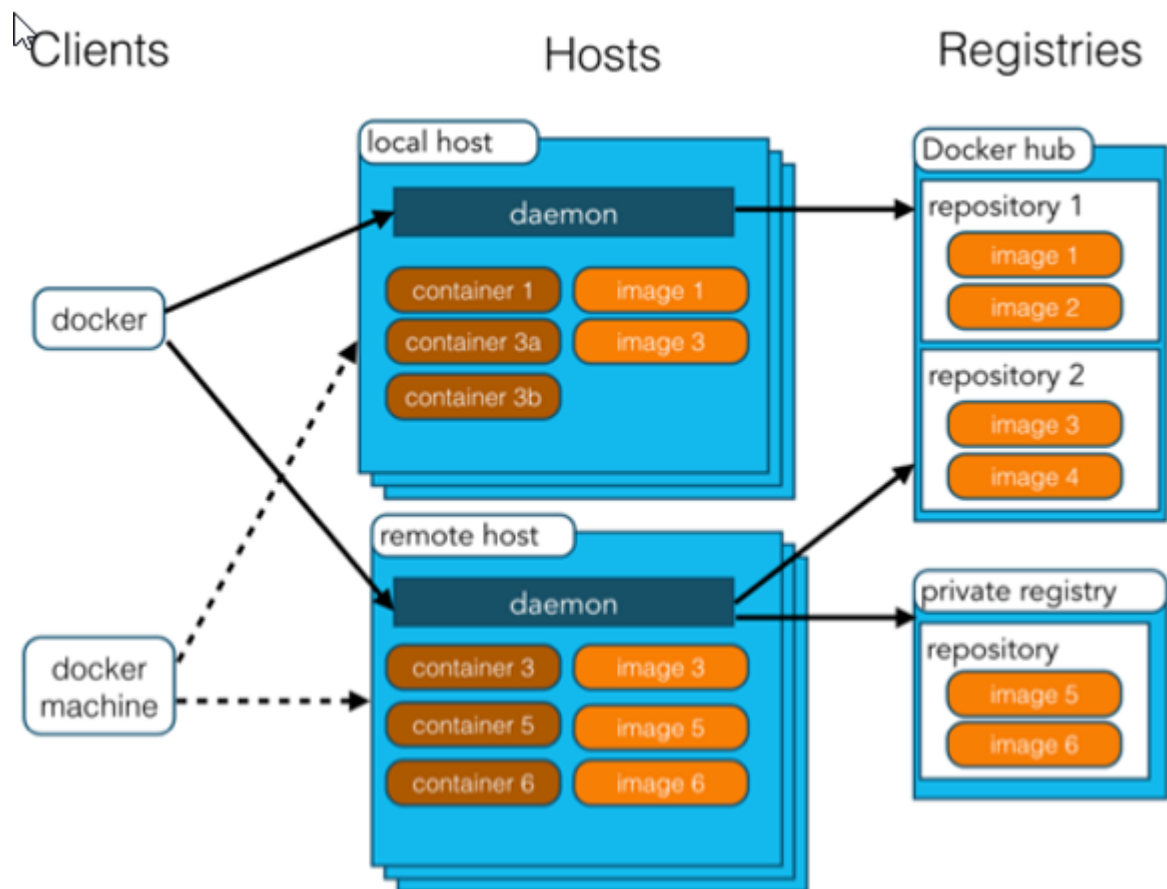 Clients
Hosts
Registries
docker
docker
machine
local host
daemon
container 1
image 1
container 3a
image 3
container 3b
remote host
daemon
container 3
image 3
container 5
image 5
container 6
image 6
Docker hub
repository 1
image 1
image 2
repository 2
image 3
image 4
private registry
repository
image 5
image 6